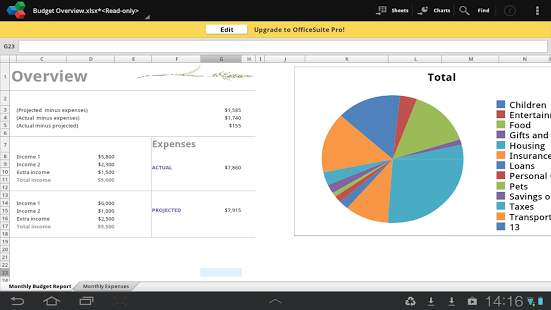 Budget Overview.xlsx*<Read-only>
Sheets
Charts
Find
Edit
Upgrade to OfficeSuite Pro!
G23
C D E F G H I J K L M N
1 Overview
2
3 (Projected minus expenses) $1,585
4 (Actual minus expenses) $1,740
5 (Actual minus projected) $155
7 Expenses
8 Income 1 $5,800
9 Income 2 $2,300
ACTUAL $7,860
10 Extra income $1,500
11 Total income $9,600
12
13
14 Income 1 $6,000
15 Income 2 $1,000
PROJECTED $7,915
16 Extra income $2,500
17 Total income $9,500
18
19
20
21
22
23
24
Total
Children
Entertain
Food
Gifts and
Housing
Insurance
Loans
Personal
Pets
Savings o
Taxes
Transport
13
Monthly Budget Report
Monthly Expenses
14:16